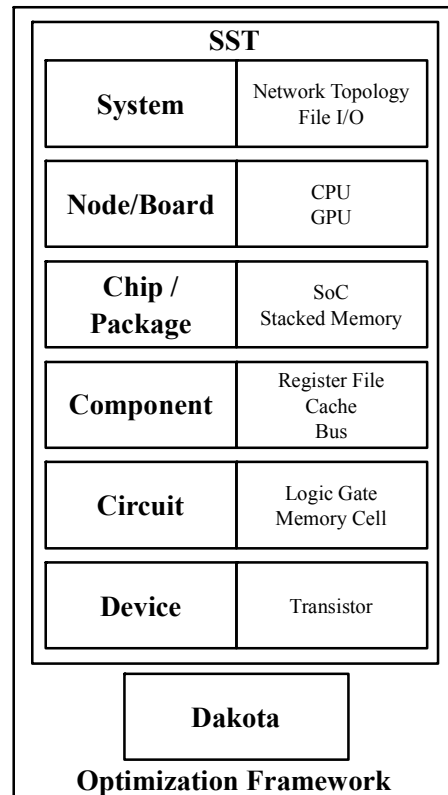 SST
System
Network Topology
File I/O
Node/Board
CPU
GPU
Chip /
Package
SoC
Stacked Memory
Component
Register File
Cache
Bus
Circuit
Logic Gate
Memory Cell
Device
Transistor
Dakota
Optimization Framework